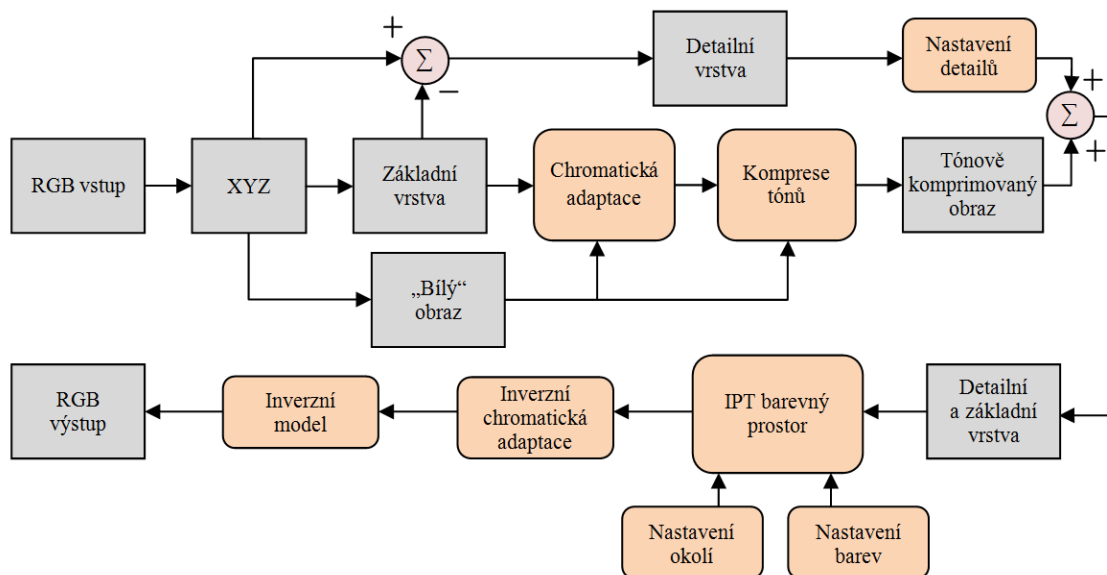 +
Σ
−
Detailní
vrstva
Nastavení
detailů
+
Σ
+
RGB vstup
XYZ
Základní
vrstva
Chromatická
adaptace
Komprese
tónů
Tónově
komprimovaný
obraz
„Bílý“
obraz
RGB
výstup
Inverzní
model
Inverzní
chromatická
adaptace
IPT barevný
prostor
Detailní
a základní
vrstva
Nastavení
okolí
Nastavení
barev